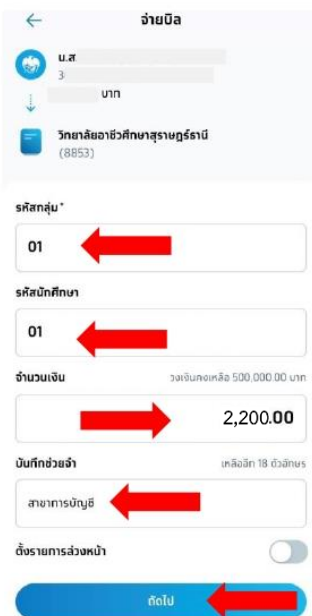 จ่ายบิล
น.ส
3
บาท
วิทยาลัยอาชีวศึกษาสุราษฎร์ธานี
(8853)
รหัสกลุ่ม*
01
รหัสนักศึกษา
01
จำนวนเงิน วงเงินคงเหลือ 500,000.00 บาท
2,200.00
บันทึกช่วยจำ เหลืออีก 18 ตัวอักษร
สาขาการบัญชี
ตั้งรายการล่วงหน้า
ถัดไป